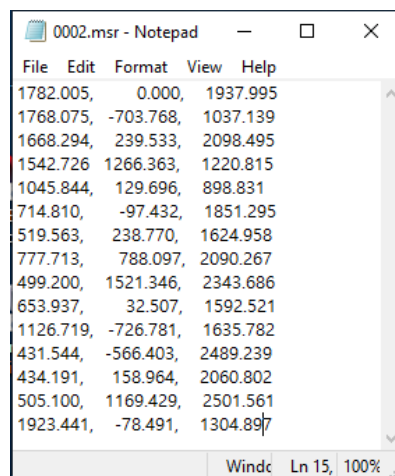 0002.msr - Notepad
File Edit Format View Help
1782.005, 0.000, 1937.995
1768.075, -703.768, 1037.139
1668.294, 239.533, 2098.495
1542.726 1266.363, 1220.815
1045.844, 129.696, 898.831
714.810, -97.432, 1851.295
519.563, 238.770, 1624.958
777.713, 788.097, 2090.267
499.200, 1521.346, 2343.686
653.937, 32.507, 1592.521
1126.719, -726.781, 1635.782
431.544, -566.403, 2489.239
434.191, 158.964, 2060.802
505.100, 1169.429, 2501.561
1923.441, -78.491, 1304.897
Windc Ln 15, 100%